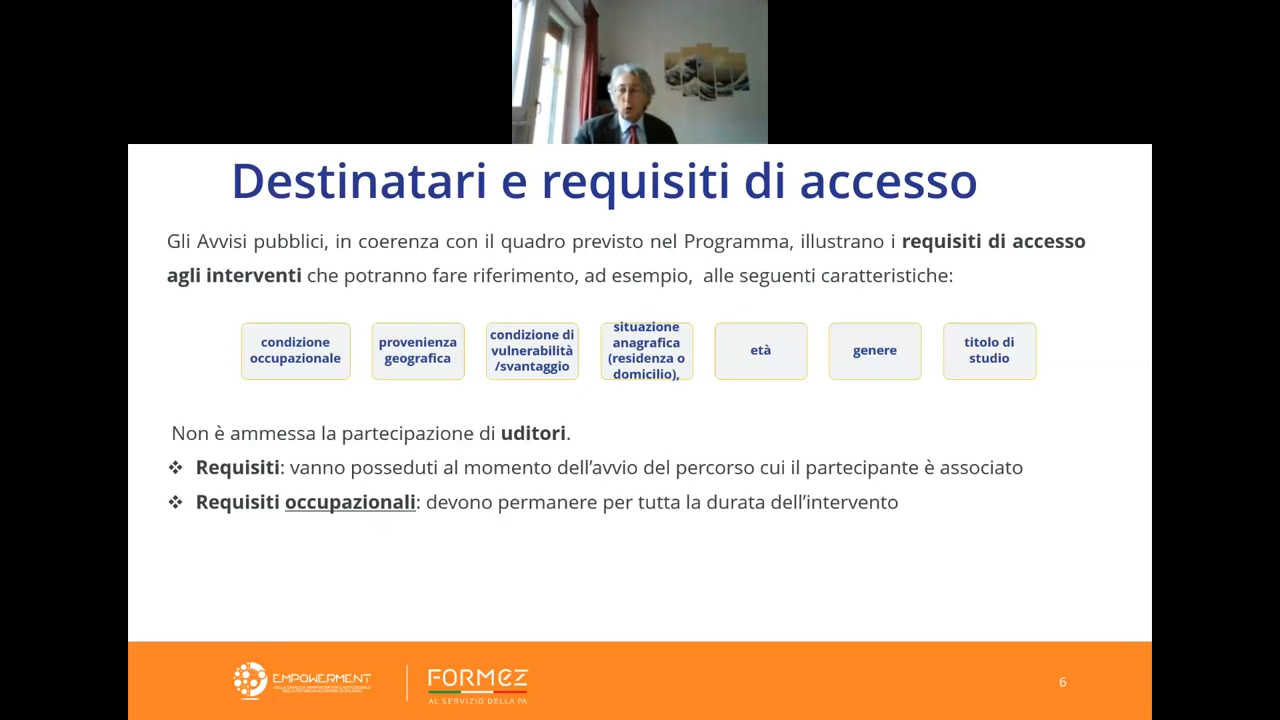 Destinatari e requisiti di accesso
Gli Avvisi pubblici, in coerenza con il quadro previsto nel Programma, illustrano i requisiti di accesso
agli interventi che potranno fare riferimento, ad esempio, alle seguenti caratteristiche:
condizione
occupazionale
provenienza
geografica
condizione di
vulnerabilità
/svantaggio
situazione
anagrafica
(residenza o
domicilio),
età
genere
titolo di
studio
Non è ammessa la partecipazione di uditori.
❖ Requisiti: vanno posseduti al momento dell’avvio del percorso cui il partecipante è associato
❖ Requisiti occupazionali: devono permanere per tutta la durata dell’intervento
EMPOWERMENT
FORMEZ
AL SERVIZIO DELLA PA
6